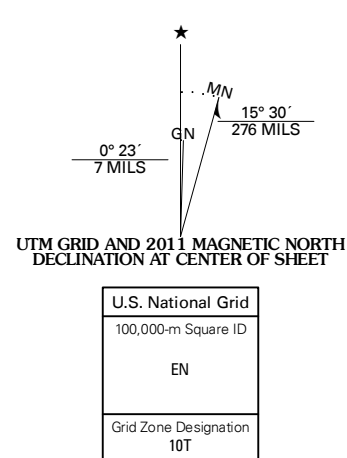 ★
MN
15° 30´
276 MILS
GN
0° 23´
7 MILS
UTM GRID AND 2011 MAGNETIC NORTH
DECLINATION AT CENTER OF SHEET
U.S. National Grid
100,000-m Square ID
EN
Grid Zone Designation
10T